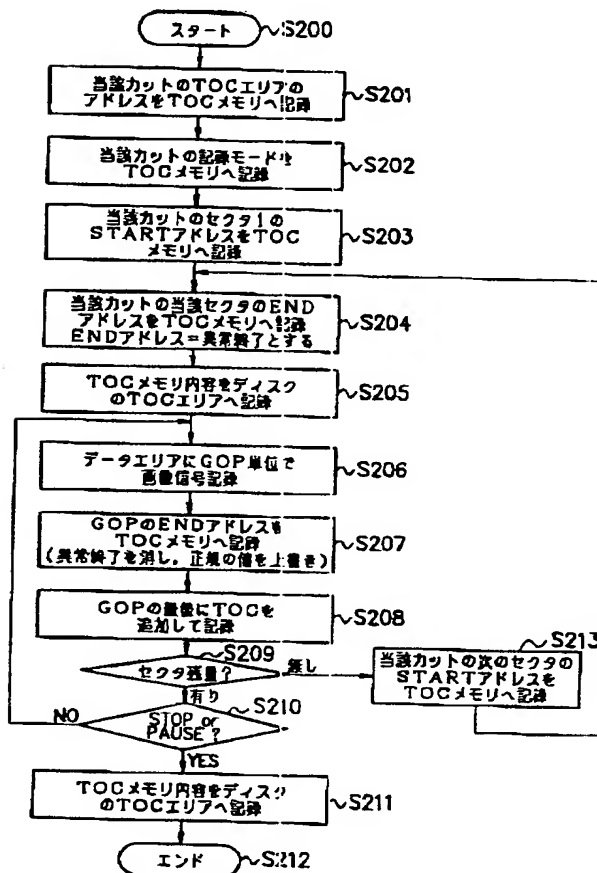 スタート
S200
当該カットのTOCエリアの
アドレスをTOCメモリへ記録
S201
当該カットの記録モードを
TOCメモリへ記録
S202
当該カットのセクタ1の
STARTアドレスをTOC
メモリへ記録
S203
当該カットの当該セクタのEND
アドレスをTOCメモリへ記録
ENDアドレス=異常終了とする
S204
TOCメモリ内容をディスク
のTOCエリアへ記録
S205
データエリアにGOP単位で
画像信号記録
S206
GOPのENDアドレスを
TOCメモリへ記録
(異常終了を消し,正規の値を上書き)
S207
GOPの最後にTOCを
追加して記録
S208
S209
セクタ残量?
無し
有り
S213
当該カットの次のセクタの
STARTアドレスを
TOCメモリへ記録
S210
STOP or
PAUSE?
NO
YES
TOCメモリ内容をディスク
のTOCエリアへ記録
S211
エンド
S212